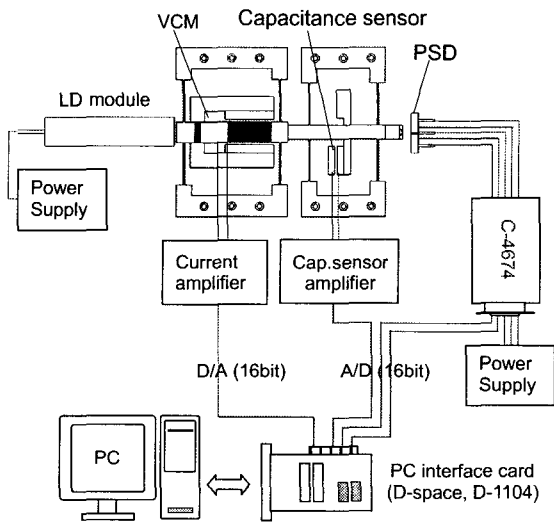 Capacitance sensor
VCM
PSD
LD module
Power
Supply
Current
amplifier
Cap.sensor
amplifier
C-4674
D/A (16bit)
A/D (16bit)
Power
Supply
PC
PC interface card
(D-space, D-1104)